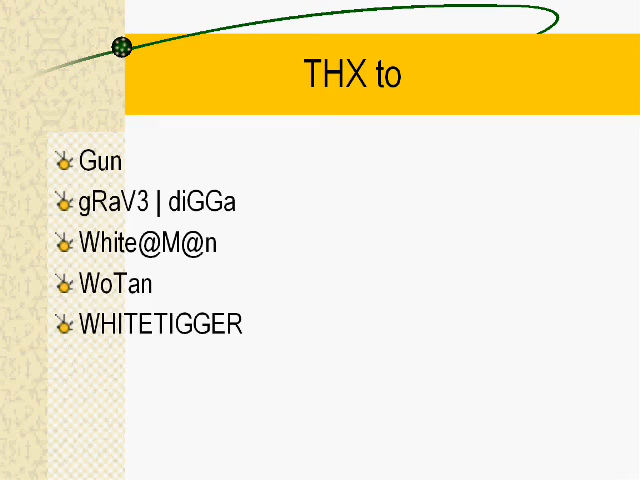 THX to
Gun
gRaV3 | diGGa
White@M@n
WoTan
WHITETIGGER